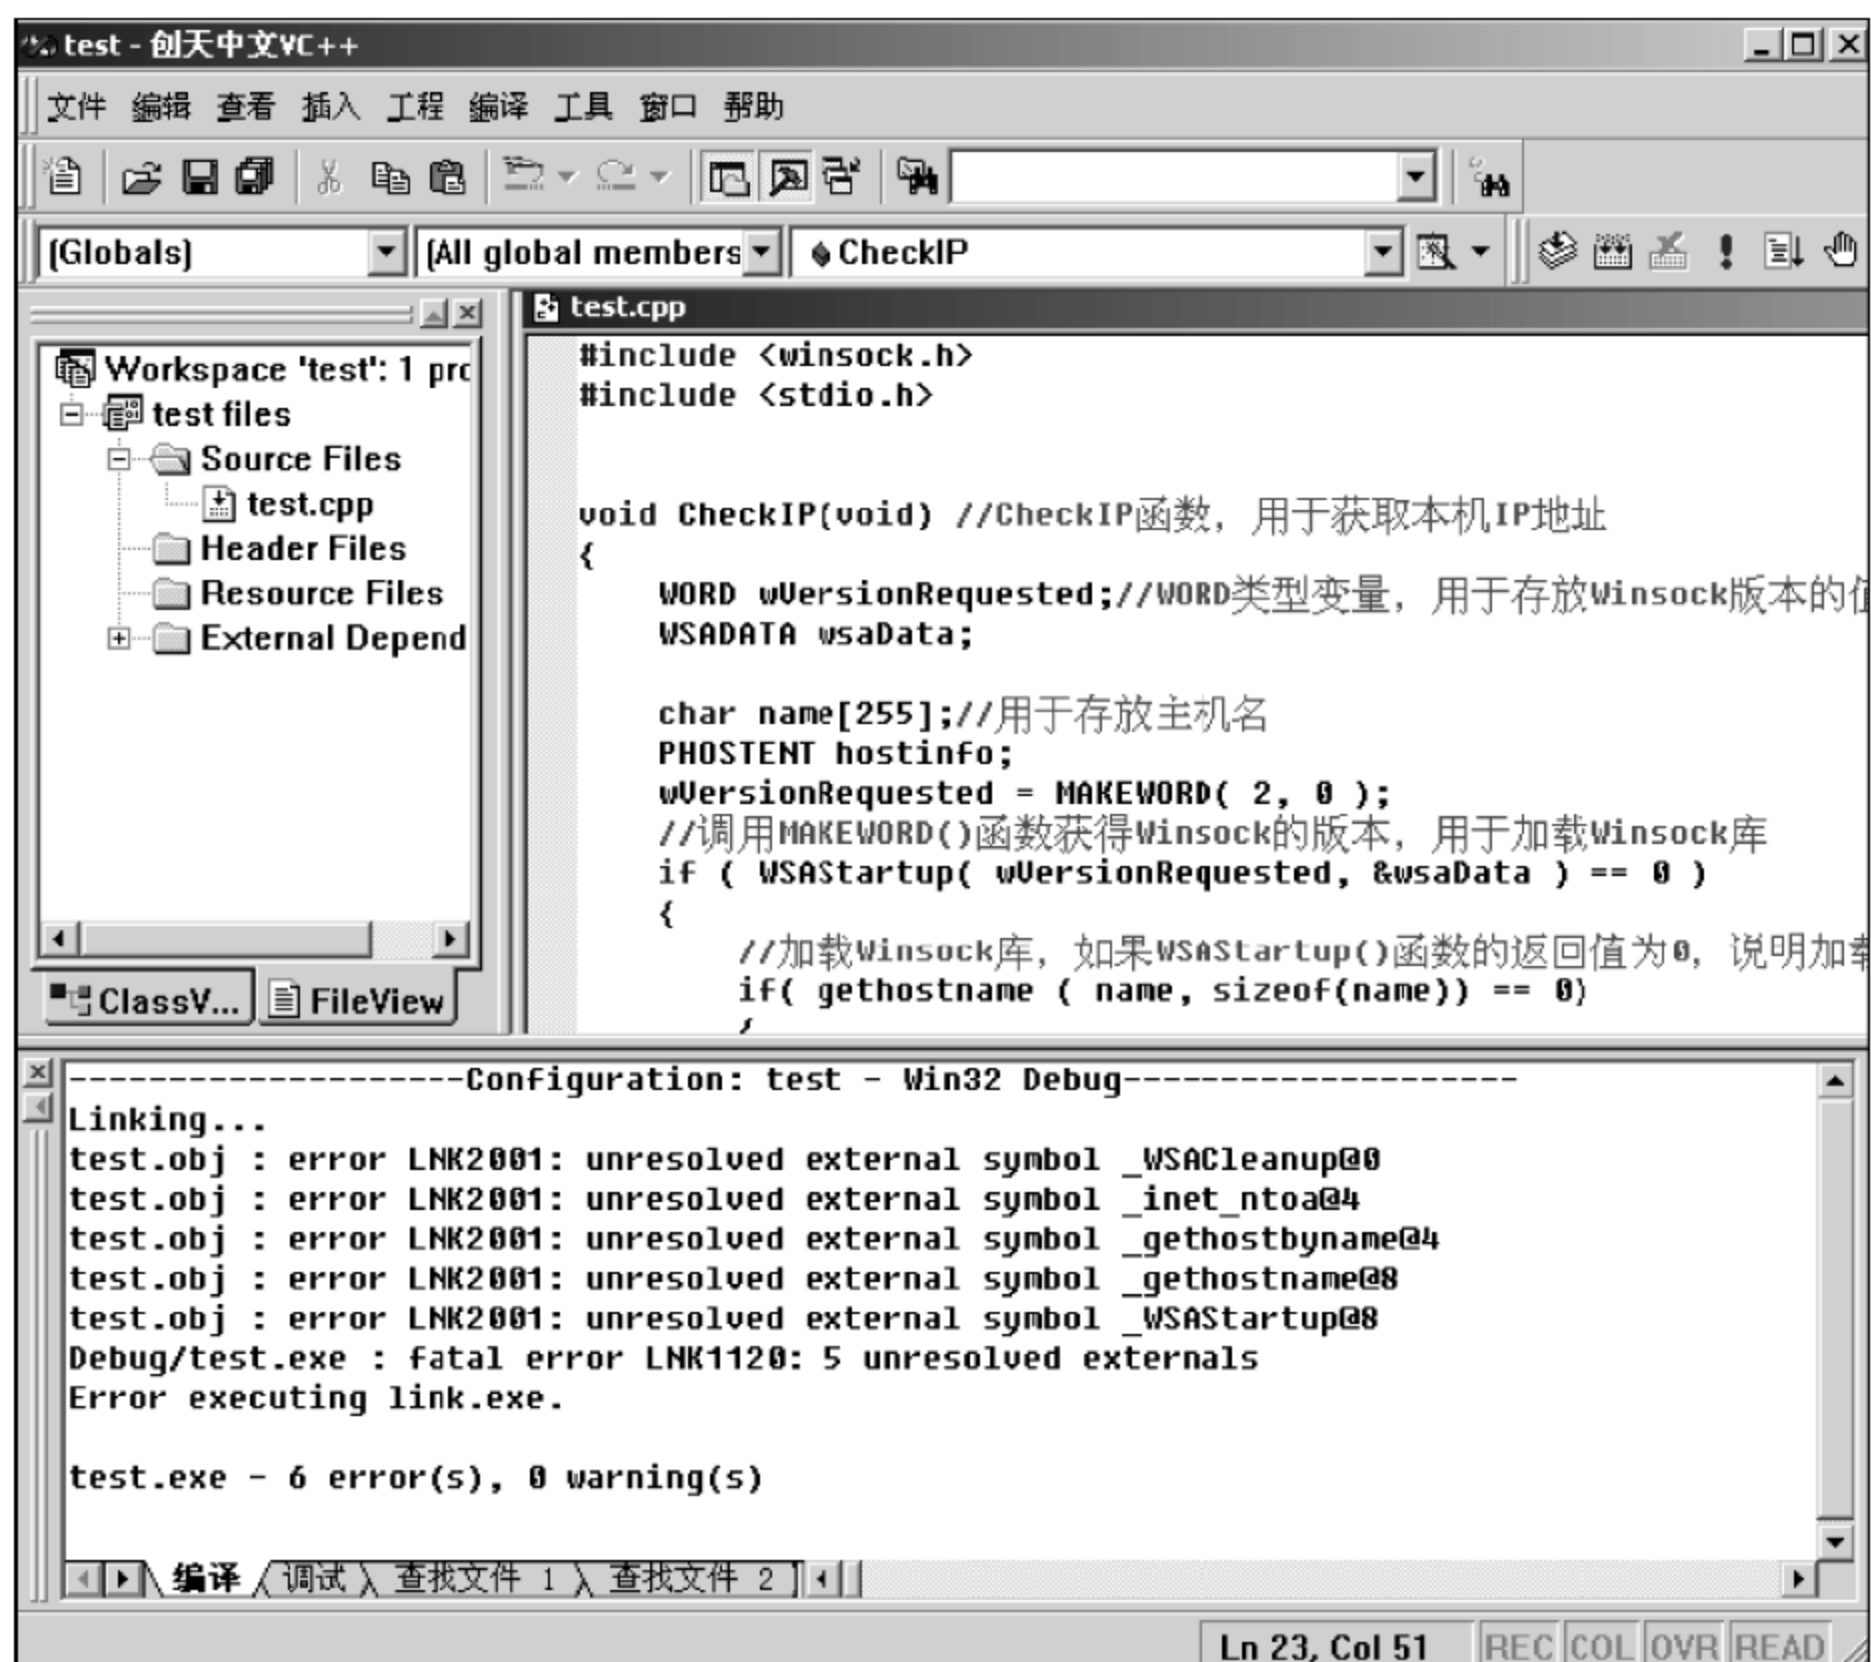 test - 创天中文VC++
文件 编辑 查看 插入 工程 编译 工具 窗口 帮助
(Globals) (All global members CheckIP
Workspace 'test': 1 pro
test files
Source Files
test.cpp
Header Files
Resource Files
External Depend
ClassV... FileView
test.cpp
#include <winsock.h>
#include <stdio.h>
void CheckIP(void) //CheckIP函数，用于获取本机IP地址
{
WORD wVersionRequested;//WORD类型变量，用于存放Winsock版本的值
WSADATA wsaData;
char name[255];//用于存放主机名
PHOSTENT hostinfo;
wVersionRequested = MAKEWORD( 2, 0 );
//调用MAKEWORD()函数获得Winsock的版本，用于加载Winsock库
if ( WSAStartup( wVersionRequested, &wsaData ) == 0 )
{
//加载Winsock库，如果WSAStartup()函数的返回值为0，说明加载
if( gethostname ( name, sizeof(name)) == 0)
{
--------------------Configuration: test - Win32 Debug--------------------
Linking...
test.obj : error LNK2001: unresolved external symbol _WSACleanup@0
test.obj : error LNK2001: unresolved external symbol _inet_ntoa@4
test.obj : error LNK2001: unresolved external symbol _gethostbyname@4
test.obj : error LNK2001: unresolved external symbol _gethostname@8
test.obj : error LNK2001: unresolved external symbol _WSAStartup@8
Debug/test.exe : fatal error LNK1120: 5 unresolved externals
Error executing link.exe.
test.exe - 6 error(s), 0 warning(s)
编译 调试 查找文件 1 查找文件 2
Ln 23, Col 51 REC COL OVR READ